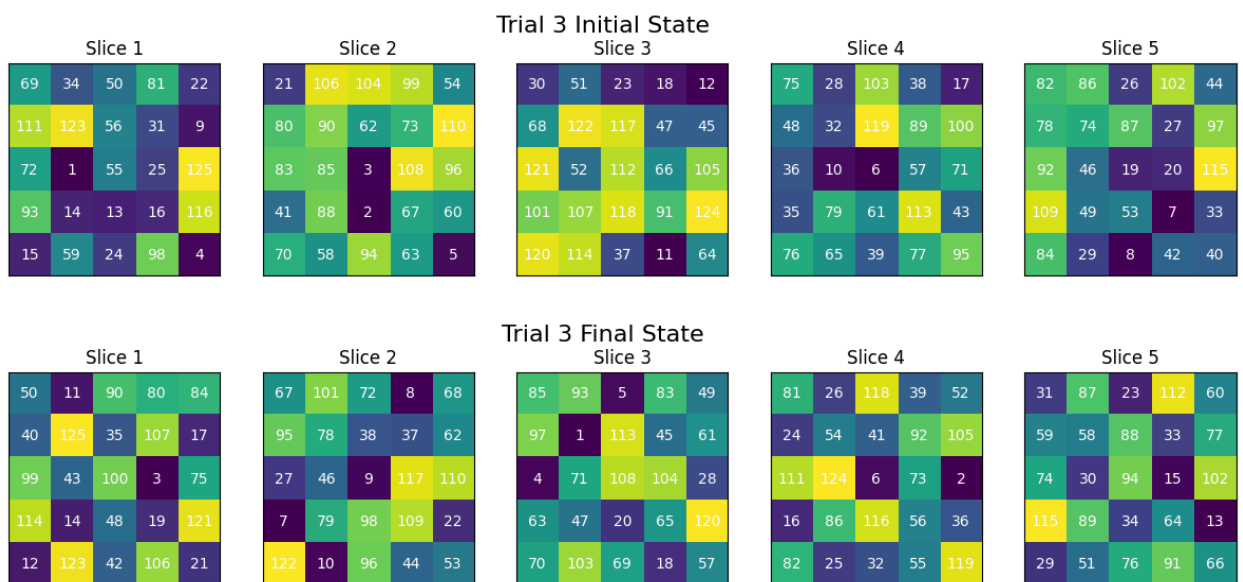 Trial 3 Initial State
Slice 1 Slice 2 Slice 3 Slice 4 Slice 5
69 34 50 81 22 21 106 104 99 54 30 51 23 18 12 75 28 103 38 17 82 86 26 102 44
111 123 56 31 9 80 90 62 73 110 68 122 117 47 45 48 32 119 89 100 78 74 87 27 97
72 1 55 25 125 83 85 3 108 96 121 52 112 66 105 36 10 6 57 71 92 46 19 20 115
93 14 13 16 116 41 88 2 67 60 101 107 118 91 124 35 79 61 113 43 109 49 53 7 33
15 59 24 98 4 70 58 94 63 5 120 114 37 11 64 76 65 39 77 95 84 29 8 42 40
Trial 3 Final State
Slice 1 Slice 2 Slice 3 Slice 4 Slice 5
50 11 90 80 84 67 101 72 8 68 85 93 5 83 49 81 26 118 39 52 31 87 23 112 60
40 125 35 107 17 95 78 38 37 62 97 1 113 45 61 24 54 41 92 105 59 58 88 33 77
99 43 100 3 75 27 46 9 117 110 4 71 108 104 28 111 124 6 73 2 74 30 94 15 102
114 14 48 19 121 7 79 98 109 22 63 47 20 65 120 16 86 116 56 36 115 89 34 64 13
12 123 42 106 21 122 10 96 44 53 70 103 69 18 57 82 25 32 55 119 29 51 76 91 66